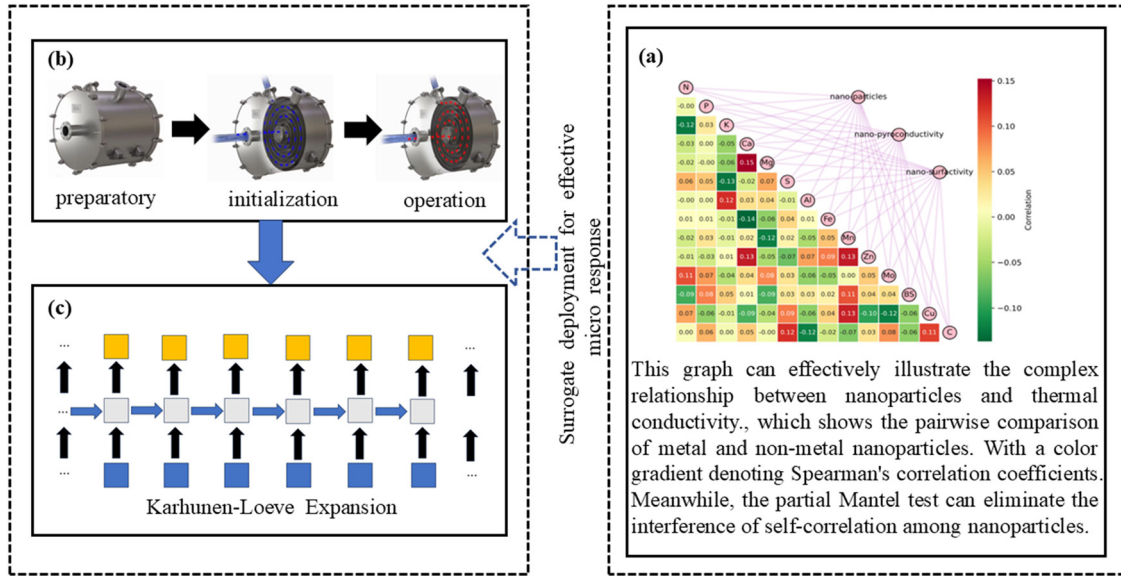 (b)
preparatory
initialization
operation
(c)
...
...
...
...
...
...
Karhunen-Loeve Expansion
Surrogate deployment for effective
micro response
(a)
N
nano-particles
-0.00
P
-0.12 0.03
K
nano-pyroconductivity
-0.03 0.00 -0.05
Ca
-0.02 -0.00 -0.06 0.15
Mg
nano-surfactivity
0.06 0.05 -0.13 -0.02 0.07
S
-0.00 -0.00 0.12 0.03 0.04 -0.01
Al
0.01 -0.01 -0.01 -0.14 -0.06 0.04 0.01
Fe
-0.02 0.03 -0.02 0.02 -0.12 -0.02 -0.05 0.05
Mn
-0.01 -0.03 -0.01 0.13 -0.05 -0.07 0.07 0.09 0.13
Zn
0.11 0.07 -0.04 0.04 0.08 0.03 -0.06 -0.05 0.00 0.05
Mo
-0.09 0.08 0.05 -0.01 -0.09 0.03 0.03 0.02 0.11 0.04 0.04
BS
0.07 -0.06 -0.01 -0.09 -0.04 0.09 -0.06 0.04 0.13 -0.10 -0.12 -0.06
Cu
0.00 0.06 -0.00 0.05 -0.00 0.12 -0.12 -0.02 -0.07 0.03 0.08 -0.06 0.11
C
0.15
0.10
0.05
0.00
-0.05
-0.10
Correlation
This graph can effectively illustrate the complex
relationship between nanoparticles and thermal
conductivity., which shows the pairwise comparison
of metal and non-metal nanoparticles. With a color
gradient denoting Spearman's correlation coefficients.
Meanwhile, the partial Mantel test can eliminate the
interference of self-correlation among nanoparticles.